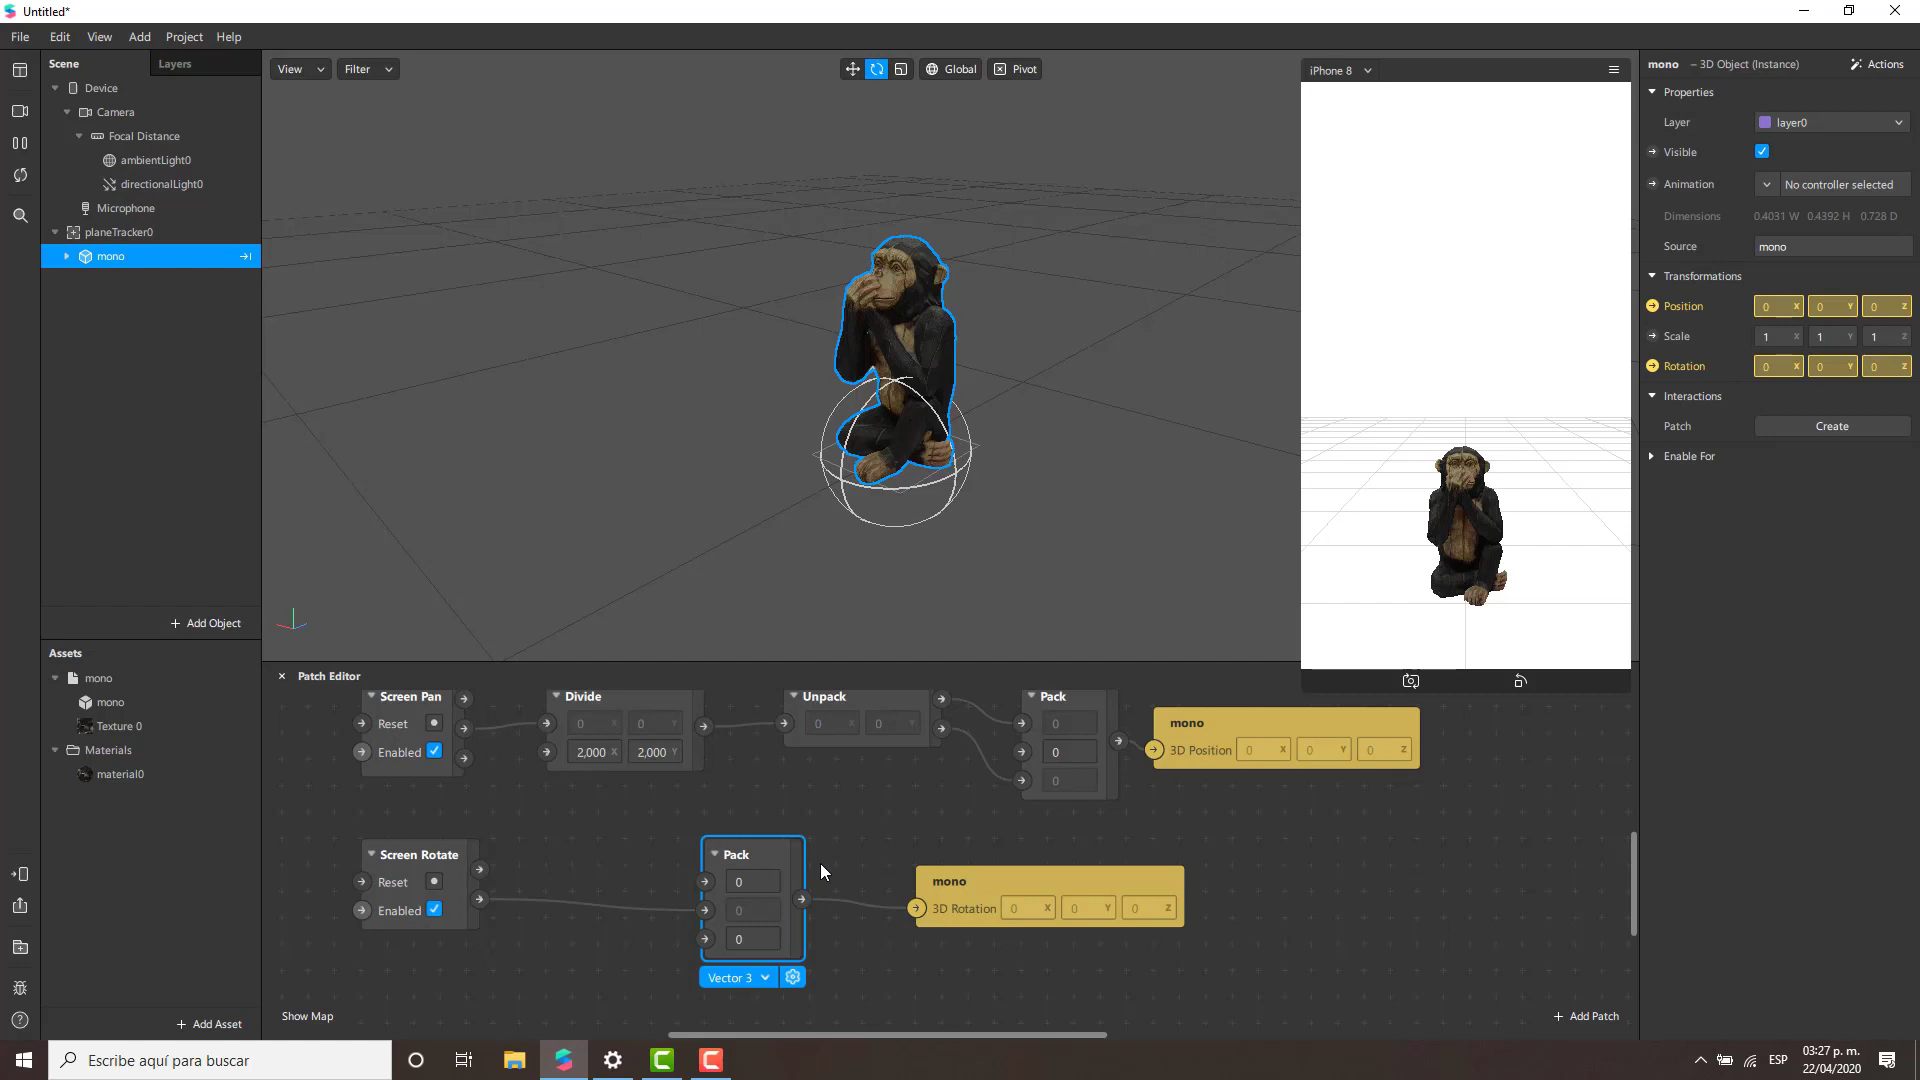 Untitled*
File Edit View Add Project Help
Scene Layers
Device
Camera
Focal Distance
ambientLight0
directionalLight0
Microphone
planeTracker0
mono
+ Add Object
Assets
mono
mono
Texture 0
Materials
material0
+ Add Asset
View Filter Global Pivot
iPhone 8
mono – 3D Object (Instance) Actions
Properties
Layer layer0
Visible
Animation No controller selected
Dimensions 0.4031 W 0.4392 H 0.728 D
Source mono
Transformations
Position 0 X 0 Y 0 Z
Scale 1 X 1 Y 1 Z
Rotation 0 X 0 Y 0 Z
Interactions
Patch Create
Enable For
Patch Editor
Screen Pan
Reset
Enabled
Divide
0 X 0 Y
2,000 X 2,000 Y
Unpack
0 X 0 Y
Pack
0
0
0
mono
3D Position 0 X 0 Y 0 Z
Screen Rotate
Reset
Enabled
Pack
0
0
0
Vector 3
mono
3D Rotation 0 X 0 Y 0 Z
Show Map
+ Add Patch
Escribe aquí para buscar
ESP
03:27 p. m.
22/04/2020